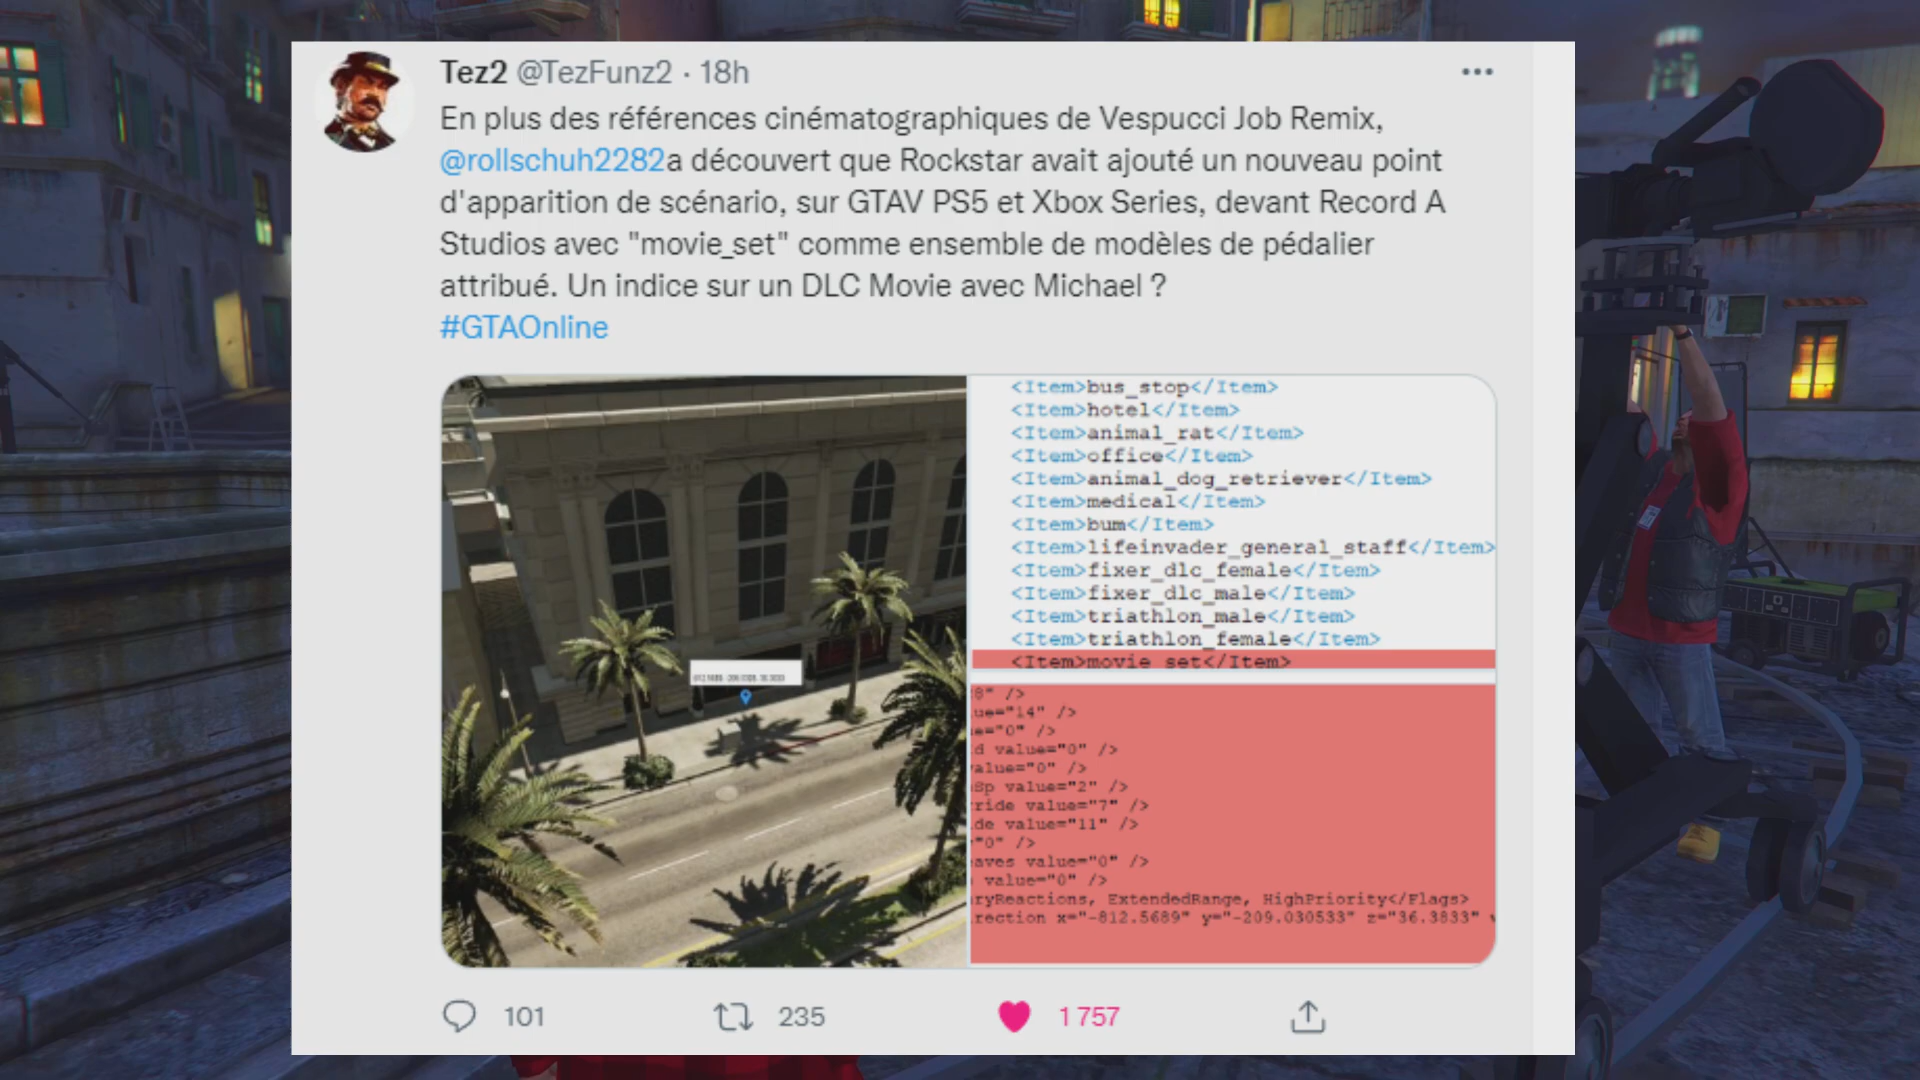 Tez2 @TezFunz2 · 18h
En plus des références cinématographiques de Vespucci Job Remix,
@rollschuh2282a découvert que Rockstar avait ajouté un nouveau point
d'apparition de scénario, sur GTAV PS5 et Xbox Series, devant Record A
Studios avec "movie_set" comme ensemble de modèles de pédalier
attribué. Un indice sur un DLC Movie avec Michael ?
#GTAOnline
<Item>bus_stop</Item>
<Item>hotel</Item>
<Item>animal_rat</Item>
<Item>office</Item>
<Item>animal_dog_retriever</Item>
<Item>medical</Item>
<Item>bum</Item>
<Item>lifeinvader_general_staff</Item>
<Item>fixer_dlc_female</Item>
<Item>fixer_dlc_male</Item>
<Item>triathlon_male</Item>
<Item>triathlon_female</Item>
<Item>movie_set</Item>
8" />
ue="14" />
e="0" />
d value="0" />
alue="0" />
nSp value="2" />
ride value="7" />
de value="11" />
"0" />
aves value="0" />
value="0" />
ryReactions, ExtendedRange, HighPriority</Flags>
rection x="-812.5689" y="-209.030533" z="36.3833"
101 235 1 757